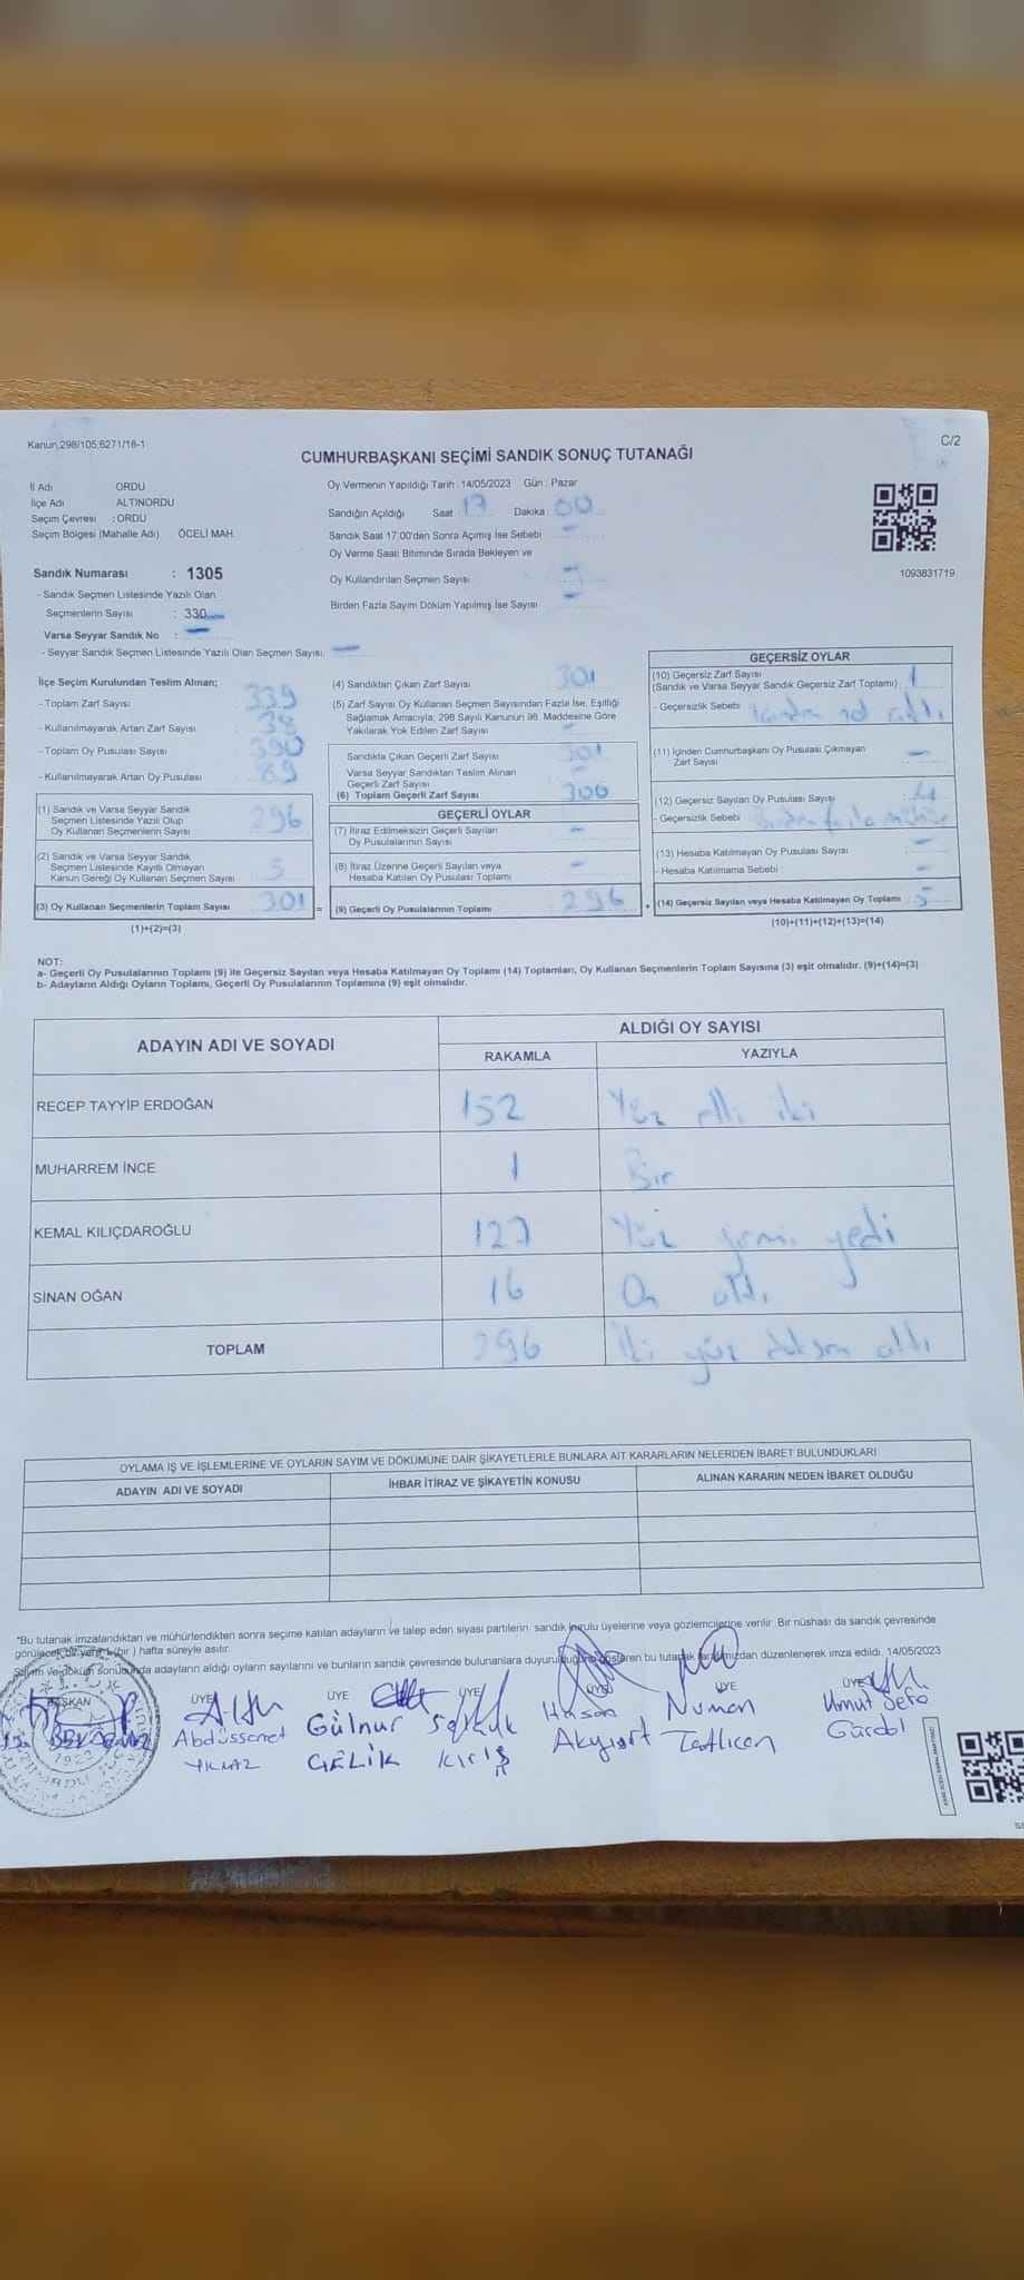 Kanun,298/105;6271/16-1
C/2
CUMHURBAŞKANI SEÇİMİ SANDIK SONUÇ TUTANAĞI
İl Adı ORDU
İlçe Adı ALTINORDU
Seçim Çevresi : ORDU
Seçim Bölgesi (Mahalle Adı) ÖCELİ MAH.
Sandık Numarası : 1305
- Sandık Seçmen Listesinde Yazılı Olan
Seçmenlerin Sayısı : 330
Varsa Seyyar Sandık No :
- Seyyar Sandık Seçmen Listesinde Yazılı Olan Seçmen Sayısı:
Oy Vermenin Yapıldığı Tarih : 14/05/2023 Gün : Pazar
Sandığın Açıldığı Saat 17 Dakika : 00
Sandık Saat 17.00'den Sonra Açımış İse Sebebi
Oy Verme Saati Bitiminde Sırada Bekleyen ve
Oy Kullandırılan Seçmen Sayısı
Birden Fazla Sayım Döküm Yapılmış İse Sayısı
1093831719
İlçe Seçim Kurulundan Teslim Alınan;
- Toplam Zarf Sayısı 339
- Kullanılmayarak Artan Zarf Sayısı 38
- Toplam Oy Pusulası Sayısı 390
- Kullanılmayarak Artan Oy Pusulası 89
(1) Sandık ve Varsa Seyyar Sandık
Seçmen Listesinde Yazılı Olup
Oy Kullanan Seçmenlerin Sayısı 296
(2) Sandık ve Varsa Seyyar Sandık
Seçmen Listesinde Kayıtlı Olmayan
Kanun Gereği Oy Kullanan Seçmen Sayısı 5
(3) Oy Kullanan Seçmenlerin Toplam Sayısı 301 =
(1)+(2)=(3)
(4) Sandıktan Çıkan Zarf Sayısı 301
(5) Zarf Sayısı Oy Kullanan Seçmen Sayısından Fazla İse, Eşitliği
Sağlamak Amacıyla, 298 Sayılı Kanunun 98. Maddesine Göre
Yakılarak Yok Edilen Zarf Sayısı
Sandıkta Çıkan Geçerli Zarf Sayısı 301
Varsa Seyyar Sandıktan Teslim Alınan
Geçerli Zarf Sayısı
(6) Toplam Geçerli Zarf Sayısı 300
GEÇERLİ OYLAR
(7) İtiraz Edilmeksizin Geçerli Sayılan
Oy Pusulalarının Sayısı
(8) İtiraz Üzerine Geçerli Sayılan veya
Hesaba Katılan Oy Pusulası Toplamı
(9) Geçerli Oy Pusulalarının Toplamı 296 +
GEÇERSİZ OYLAR
(10) Geçersiz Zarf Sayısı 1
(Sandık ve Varsa Seyyar Sandık Geçersiz Zarf Toplamı)
- Geçersizlik Sebebi
(11) İçinden Cumhurbaşkanı Oy Pusulası Çıkmayan
Zarf Sayısı
(12) Geçersiz Sayılan Oy Pusulası Sayısı : 4
- Geçersizlik Sebebi Birden fazla mühür
(13) Hesaba Katılmayan Oy Pusulası Sayısı
- Hesaba Katılmama Sebebi
(14) Geçersiz Sayılan veya Hesaba Katılmayan Oy Toplamı 5
(10)+(11)+(12)+(13)=(14)
NOT:
a- Geçerli Oy Pusulalarının Toplamı (9) ile Geçersiz Sayılan veya Hesaba Katılmayan Oy Toplamı (14) Toplamları, Oy Kullanan Seçmenlerin Toplam Sayısına (3) eşit olmalıdır. (9)+(14)=(3)
b- Adayların Aldığı Oyların Toplamı, Geçerli Oy Pusulalarının Toplamına (9) eşit olmalıdır.
ADAYIN ADI VE SOYADI ALDIĞI OY SAYISI
RAKAMLA YAZIYLA
RECEP TAYYİP ERDOĞAN 152 Yüz elli iki
MUHARREM İNCE 1 Bir
KEMAL KILIÇDAROĞLU 127 Yüz yirmi yedi
SİNAN OĞAN 16 On altı
TOPLAM 296 İki yüz doksan altı
OYLAMA İŞ VE İŞLEMLERİNE VE OYLARIN SAYIM VE DÖKÜMÜNE DAİR ŞİKAYETLERLE BUNLARA AİT KARARLARIN NELERDEN İBARET BULUNDUKLARI
ADAYIN ADI VE SOYADI İHBAR İTİRAZ VE ŞİKAYETİN KONUSU ALINAN KARARIN NEDEN İBARET OLDUĞU
*Bu tutanak imzalandıktan ve mühürlendikten sonra seçime katılan adayların ve talep eden siyasi partilerin sandık kurulu üyelerine veya gözlemcilerine verilir. Bir nüshası da sandık çevresinde
görülecek bir yere 1 (bir) hafta süreyle asılır.
Sayım ve döküm sonucunda adayların aldığı oyların sayılarını ve bunların sandık çevresinde bulunanlara duyurulduğunu gösteren bu tutanak tarafımızdan düzenlenerek imza edildi. 14/05/2023
BAŞKAN ÜYE ÜYE ÜYE ÜYE ÜYE ÜYE
Abdüssamet YILMAZ
Gülnur ÇELİK
Selçuk KİRİŞ
Hasan Akyurt
Numan Tatlıcan
Umut Sefa Gürdal